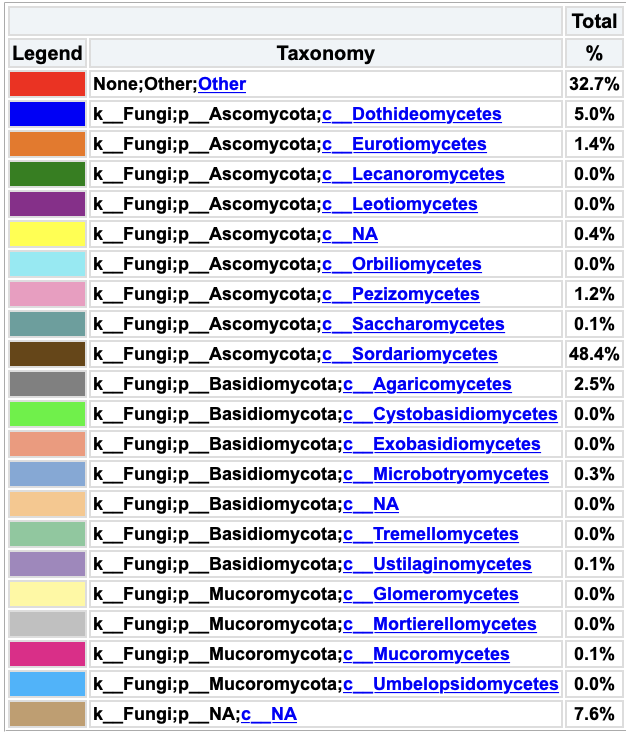 Total
Legend Taxonomy %
None;Other;Other 32.7%
k__Fungi;p__Ascomycota;c__Dothideomycetes 5.0%
k__Fungi;p__Ascomycota;c__Eurotiomycetes 1.4%
k__Fungi;p__Ascomycota;c__Lecanoromycetes 0.0%
k__Fungi;p__Ascomycota;c__Leotiomycetes 0.0%
k__Fungi;p__Ascomycota;c__NA 0.4%
k__Fungi;p__Ascomycota;c__Orbiliomycetes 0.0%
k__Fungi;p__Ascomycota;c__Pezizomycetes 1.2%
k__Fungi;p__Ascomycota;c__Saccharomycetes 0.1%
k__Fungi;p__Ascomycota;c__Sordariomycetes 48.4%
k__Fungi;p__Basidiomycota;c__Agaricomycetes 2.5%
k__Fungi;p__Basidiomycota;c__Cystobasidiomycetes 0.0%
k__Fungi;p__Basidiomycota;c__Exobasidiomycetes 0.0%
k__Fungi;p__Basidiomycota;c__Microbotryomycetes 0.3%
k__Fungi;p__Basidiomycota;c__NA 0.0%
k__Fungi;p__Basidiomycota;c__Tremellomycetes 0.0%
k__Fungi;p__Basidiomycota;c__Ustilaginomycetes 0.1%
k__Fungi;p__Mucoromycota;c__Glomeromycetes 0.0%
k__Fungi;p__Mucoromycota;c__Mortierellomycetes 0.0%
k__Fungi;p__Mucoromycota;c__Mucoromycetes 0.1%
k__Fungi;p__Mucoromycota;c__Umbelopsidomycetes 0.0%
k__Fungi;p__NA;c__NA 7.6%